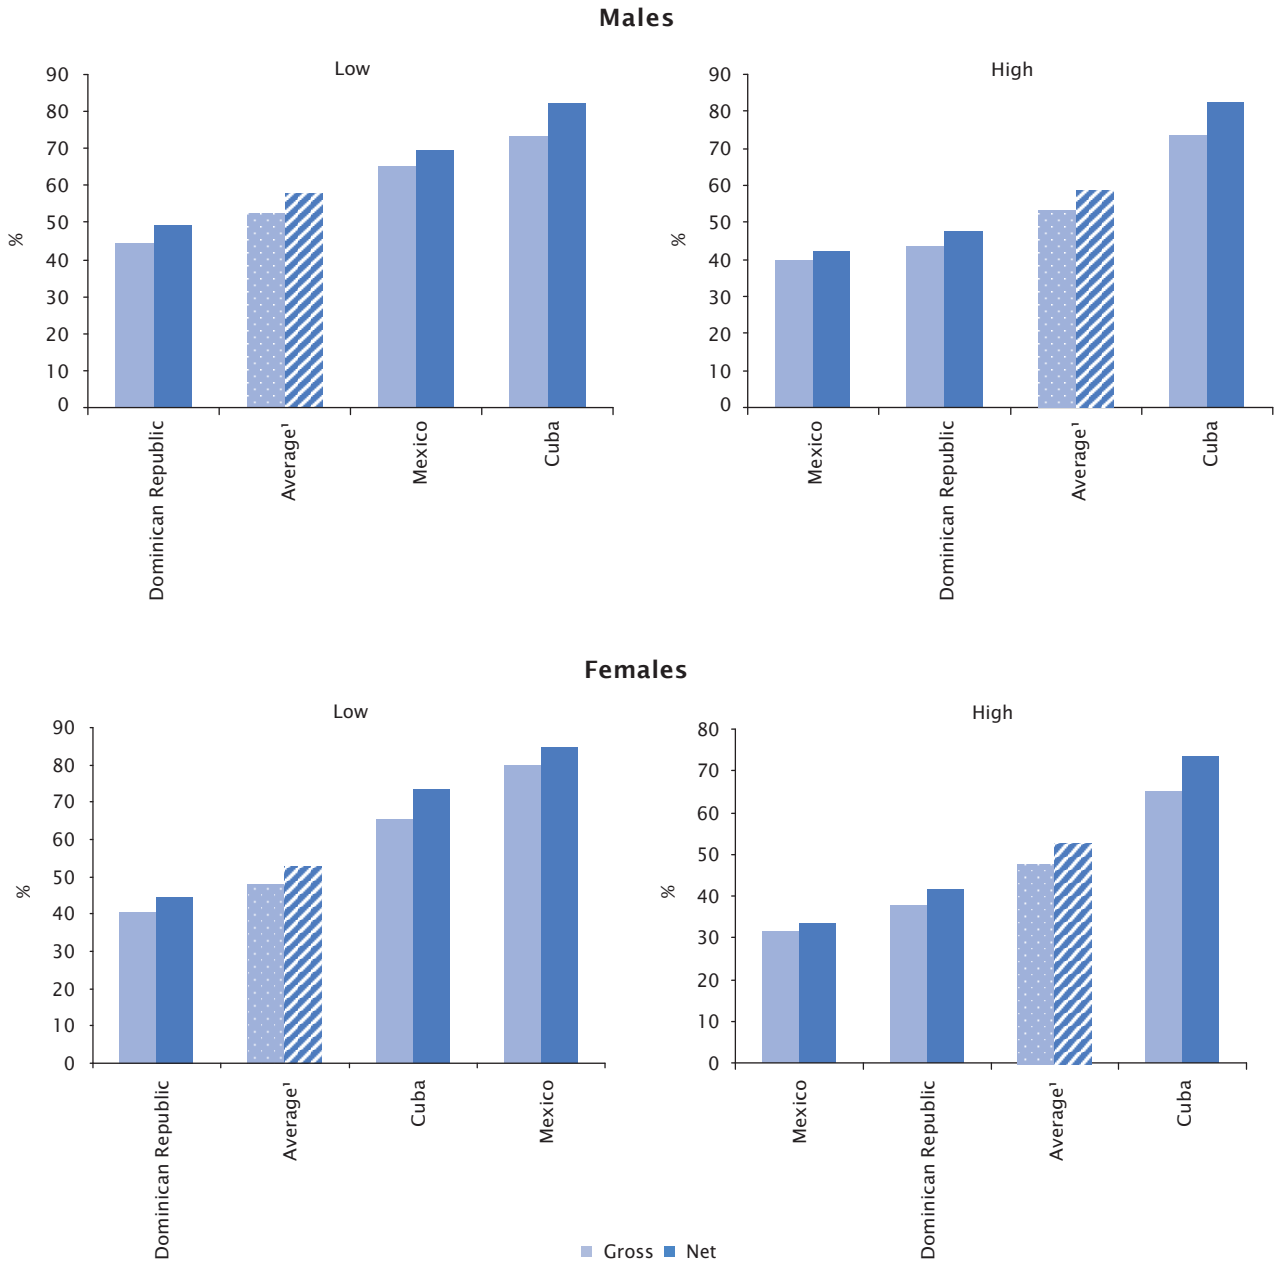 Males
Low
90
80
70
60
50
40
30
20
10
0
%
Dominican Republic
Average¹
Mexico
Cuba
High
90
80
70
60
50
40
30
20
10
0
%
Mexico
Dominican Republic
Average¹
Cuba
Females
Low
90
80
70
60
50
40
30
20
10
0
%
Dominican Republic
Average¹
Cuba
Mexico
High
80
70
60
50
40
30
20
10
0
%
Mexico
Dominican Republic
Average¹
Cuba
Gross Net